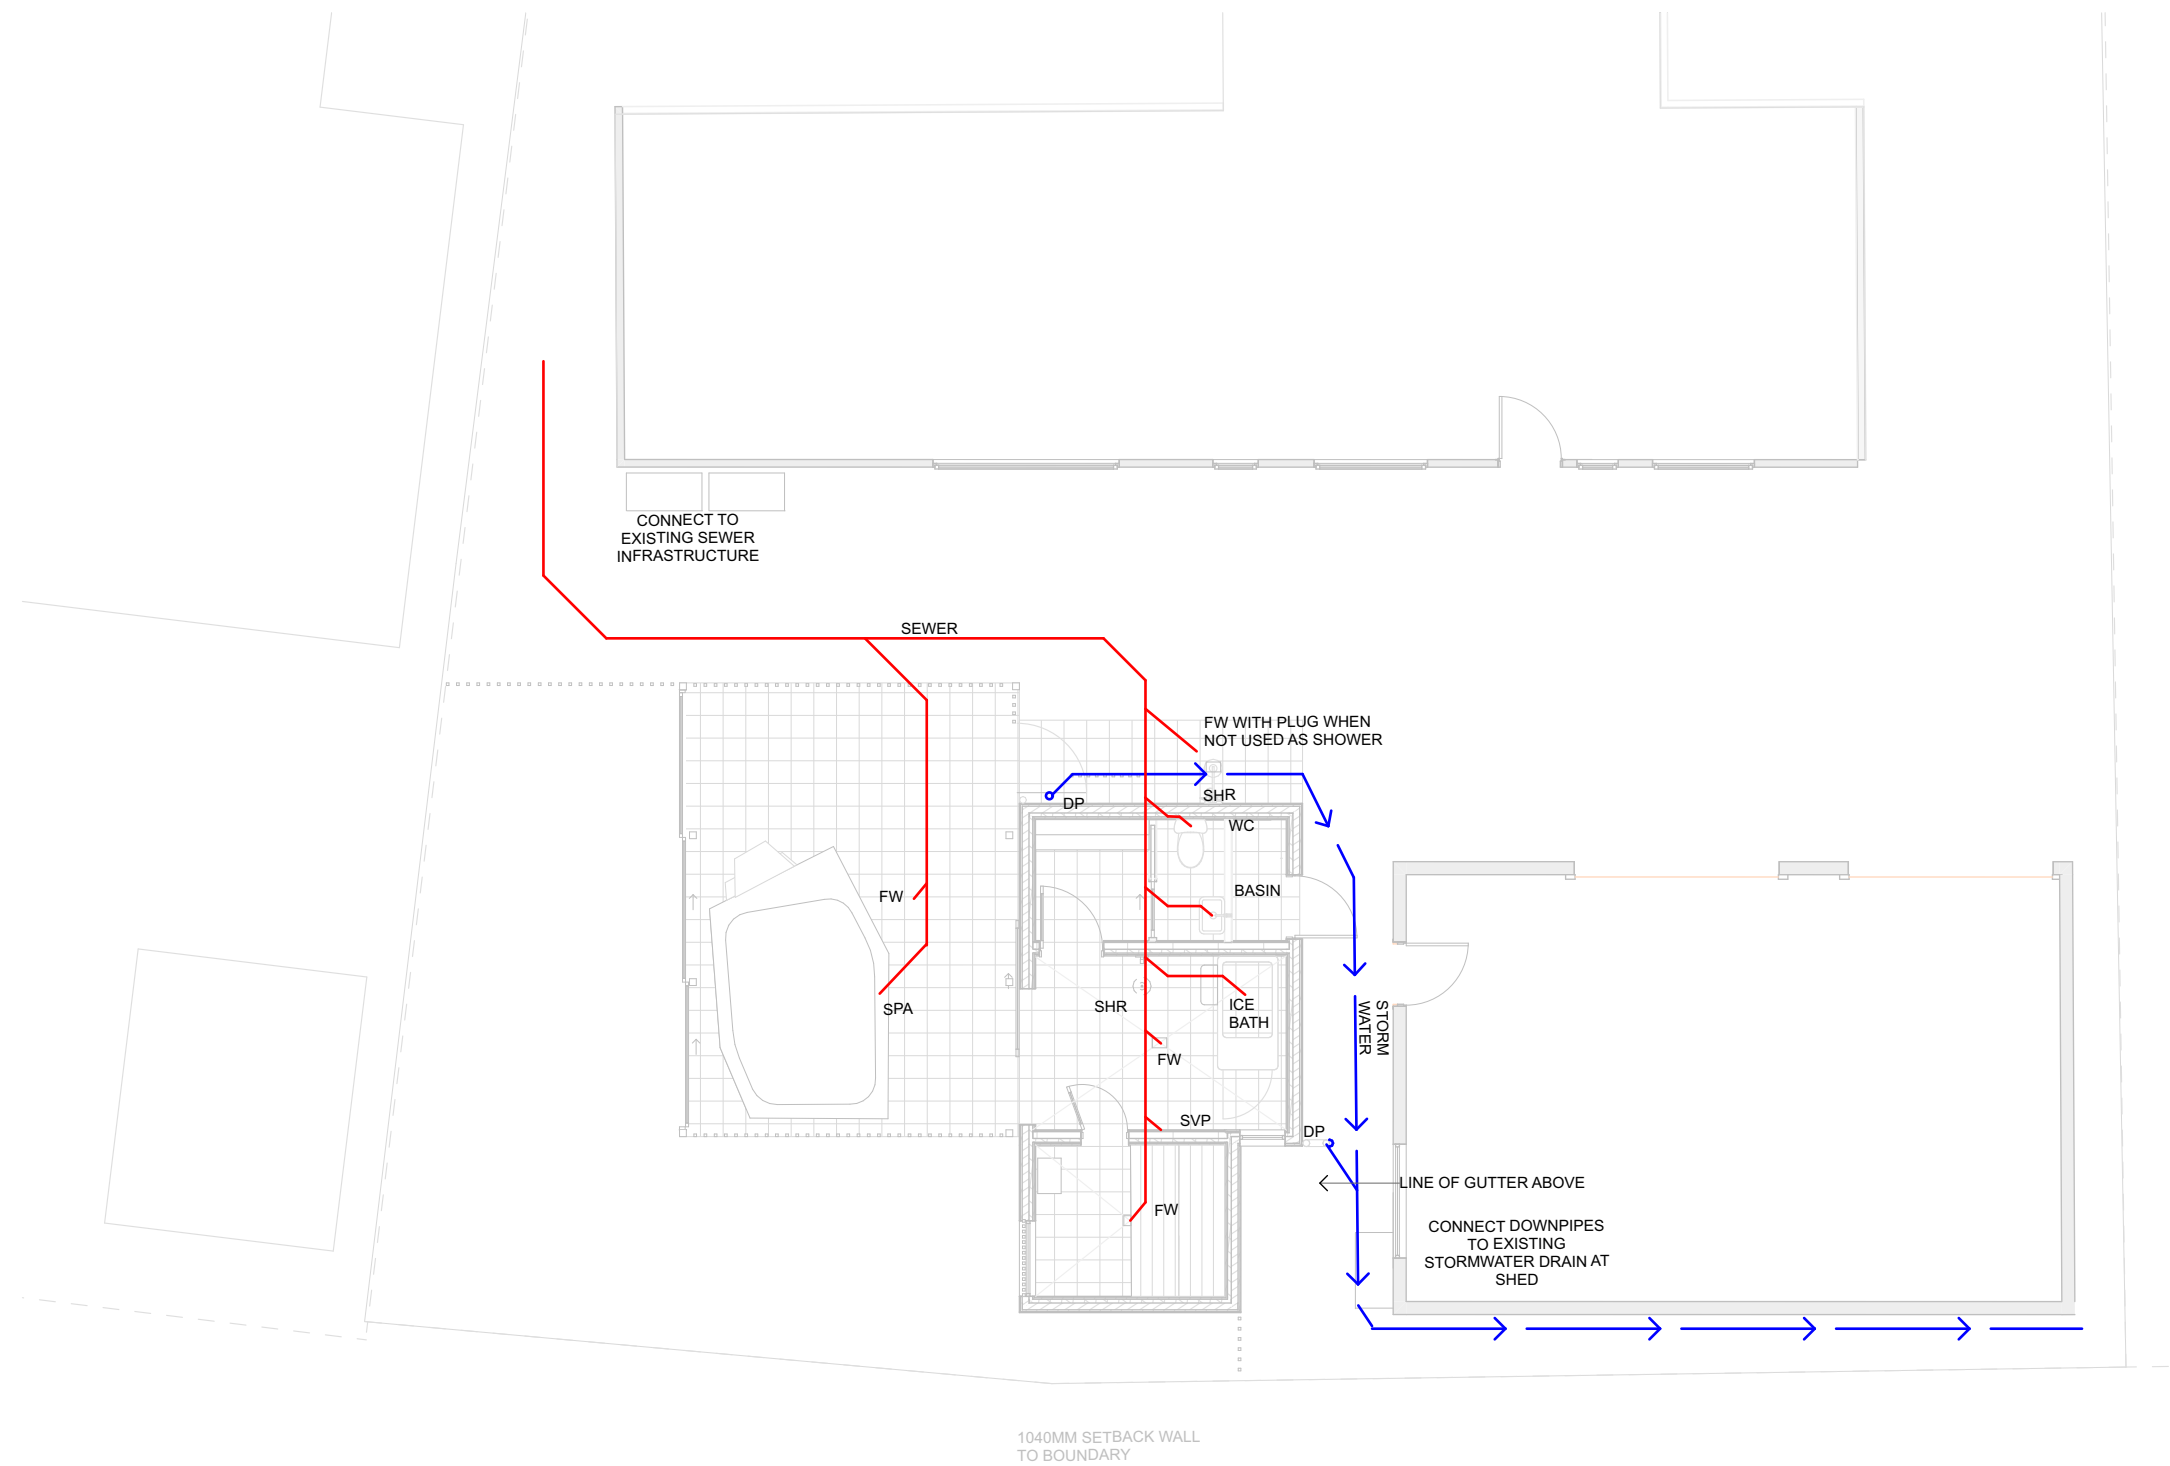 CONNECT TO
EXISTING SEWER
INFRASTRUCTURE
SEWER
FW WITH PLUG WHEN
NOT USED AS SHOWER
DP
SHR
WC
FW
BASIN
SPA
SHR
ICE
BATH
STORM
WATER
FW
SVP
DP
LINE OF GUTTER ABOVE
FW
CONNECT DOWNPIPES
TO EXISTING
STORMWATER DRAIN AT
SHED
1040MM SETBACK WALL
TO BOUNDARY